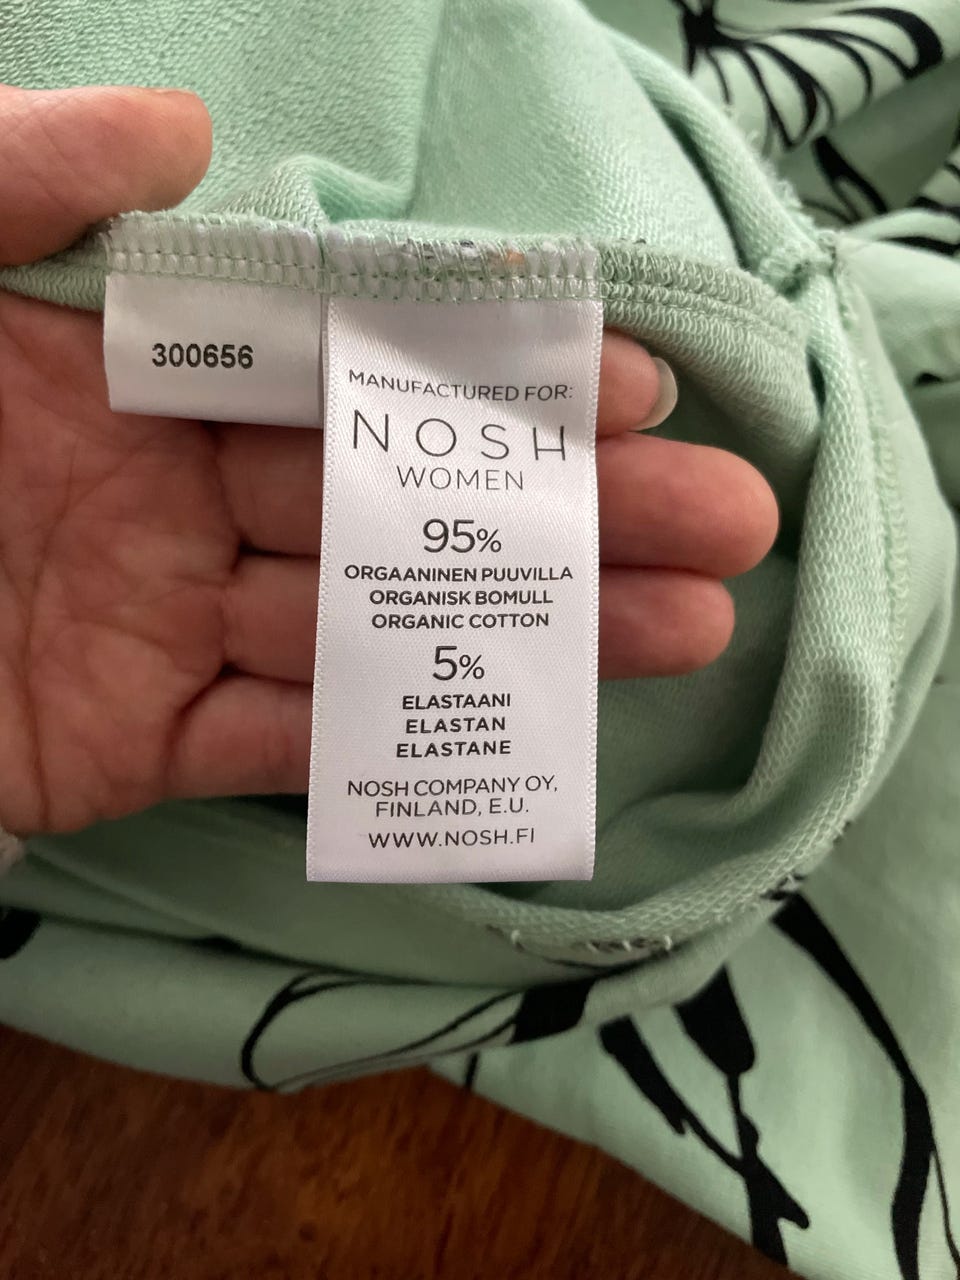 300656
MANUFACTURED FOR:
NOSH
WOMEN
95%
ORGAANINEN PUUVILLA
ORGANISK BOMULL
ORGANIC COTTON
5%
ELASTAANI
ELASTAN
ELASTANE
NOSH COMPANY OY,
FINLAND, E.U.
WWW.NOSH.FI